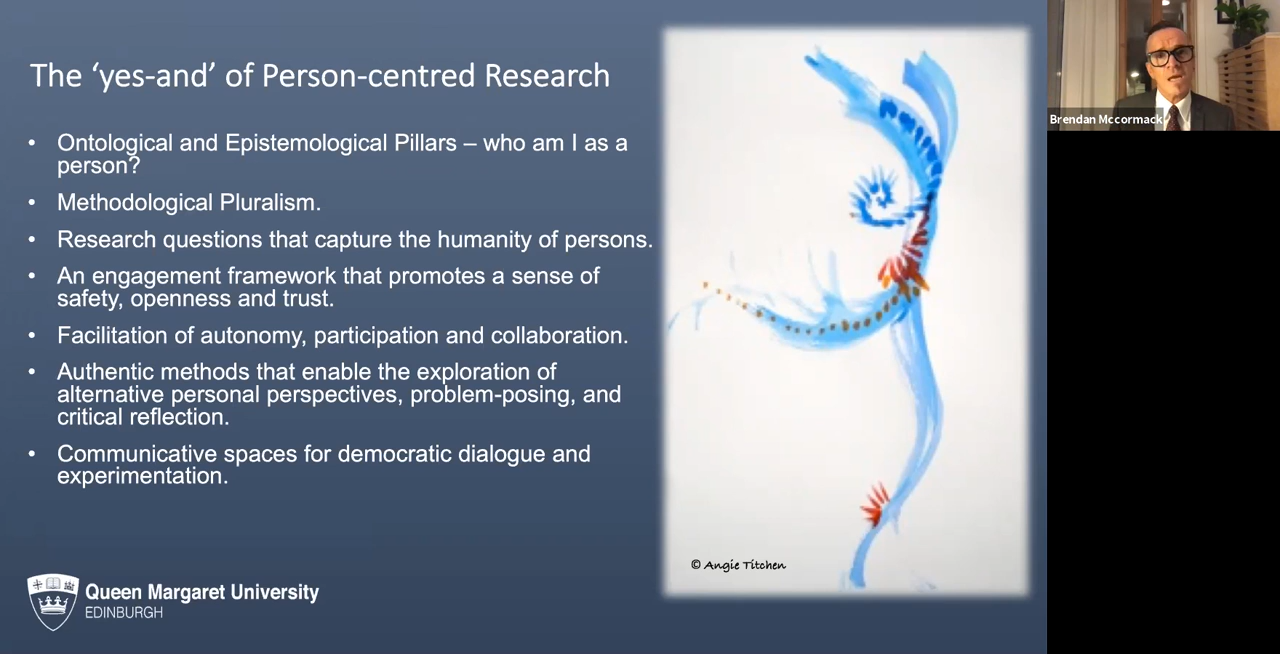 The ‘yes-and’ of Person-centred Research
• Ontological and Epistemological Pillars – who am I as a
person?
• Methodological Pluralism.
• Research questions that capture the humanity of persons.
• An engagement framework that promotes a sense of
safety, openness and trust.
• Facilitation of autonomy, participation and collaboration.
• Authentic methods that enable the exploration of
alternative personal perspectives, problem-posing, and
critical reflection.
• Communicative spaces for democratic dialogue and
experimentation.
© Angie Titchen
Queen Margaret University
EDINBURGH
Brendan Mccormack